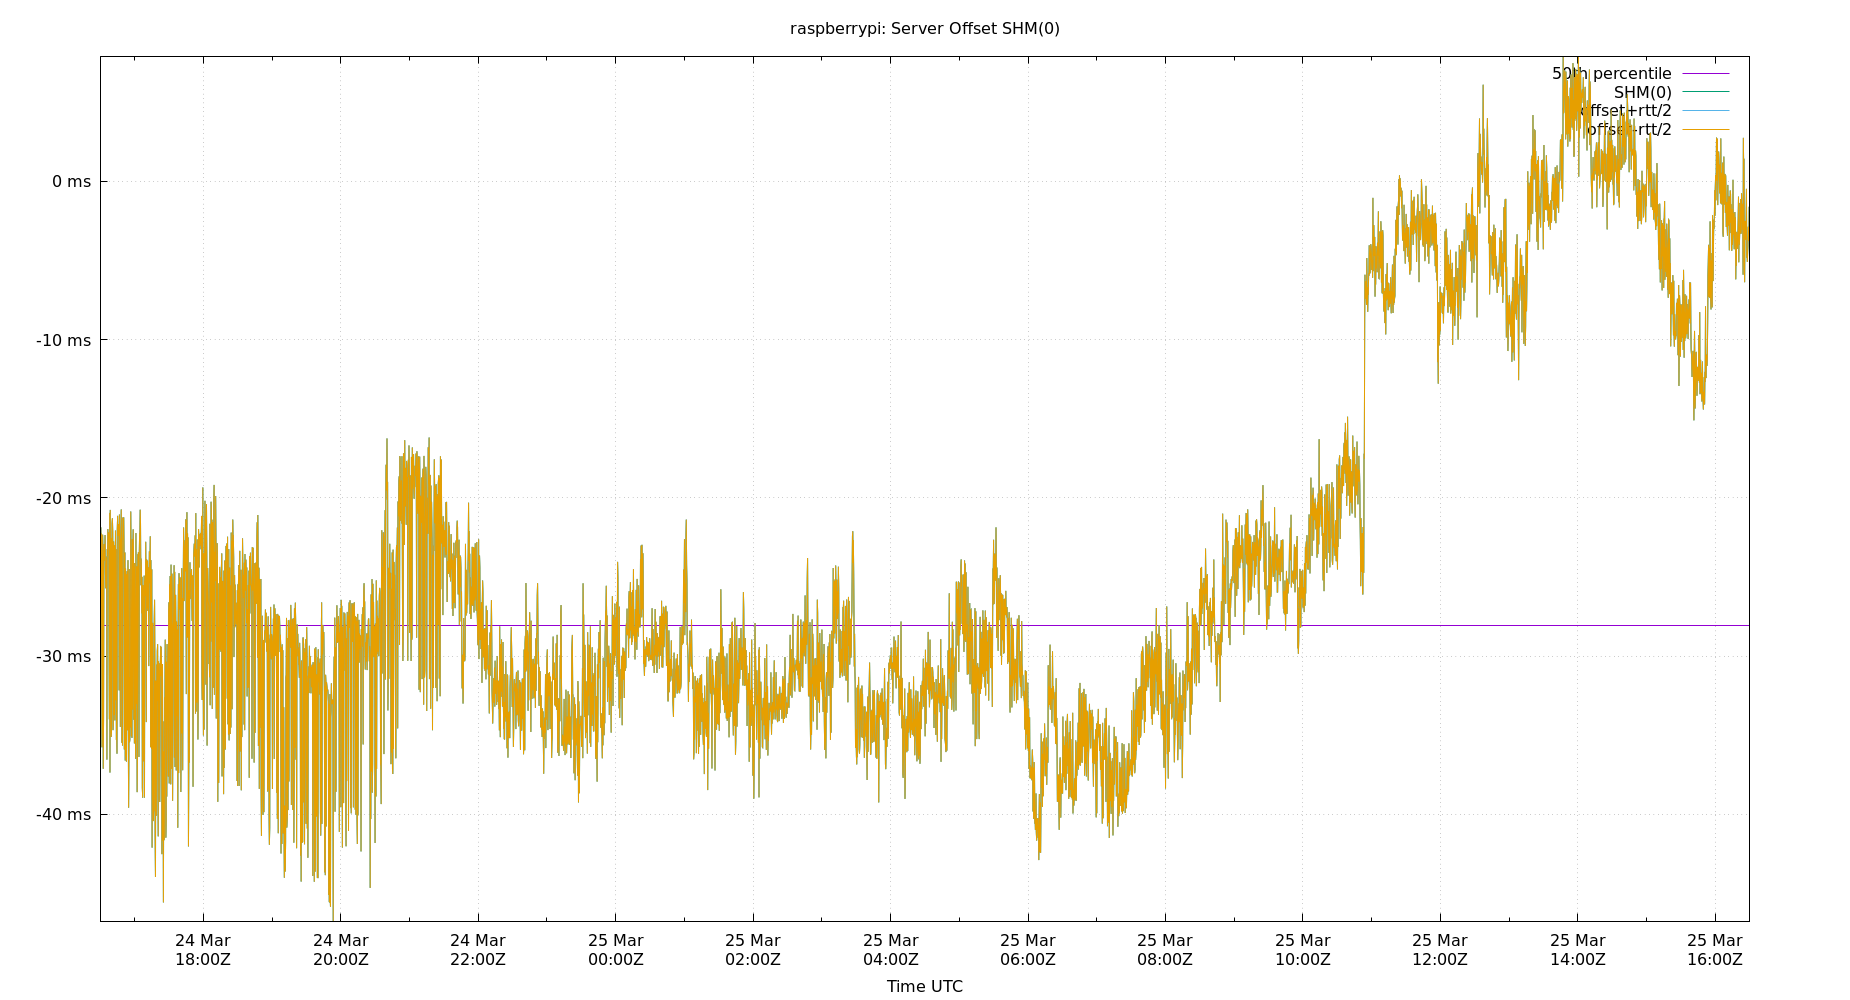 raspberrypi: Server Offset SHM(0)
50th percentile
SHM(0)
offset+rtt/2
offset-rtt/2
0 ms
-10 ms
-20 ms
-30 ms
-40 ms
24 Mar 24 Mar 24 Mar 25 Mar 25 Mar 25 Mar 25 Mar 25 Mar 25 Mar 25 Mar 25 Mar 25 Mar
18:00Z 20:00Z 22:00Z 00:00Z 02:00Z 04:00Z 06:00Z 08:00Z 10:00Z 12:00Z 14:00Z 16:00Z
Time UTC